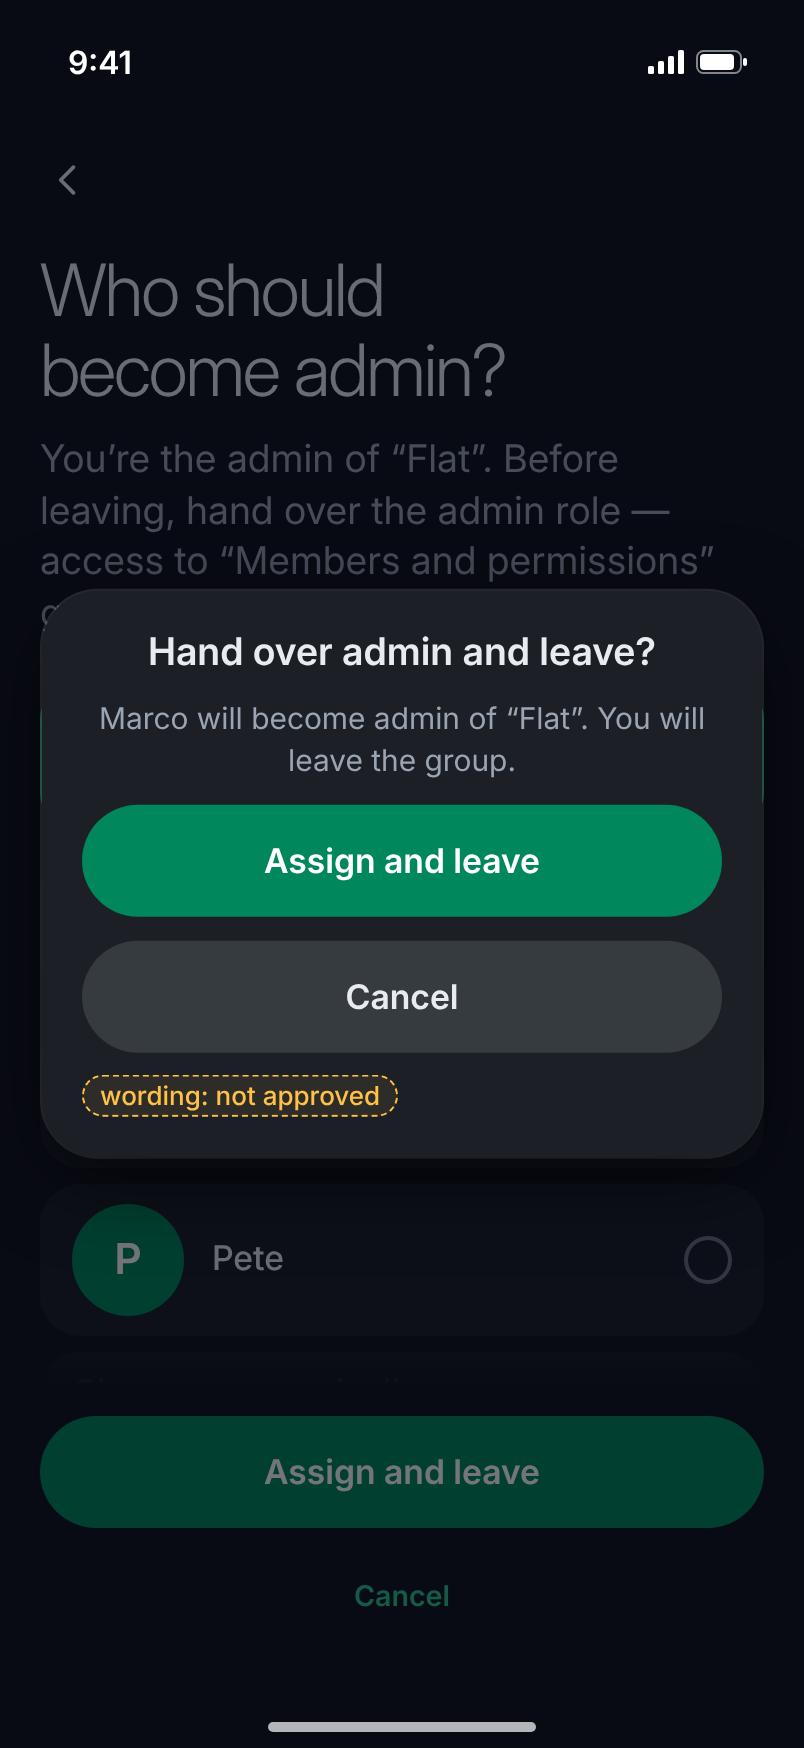 9:41
Who should
become admin?
You’re the admin of “Flat”. Before
leaving, hand over the admin role —
access to “Members and permissions”
Hand over admin and leave?
Marco will become admin of “Flat”. You will
leave the group.
Assign and leave
Cancel
wording: not approved
P
Pete
Assign and leave
Cancel